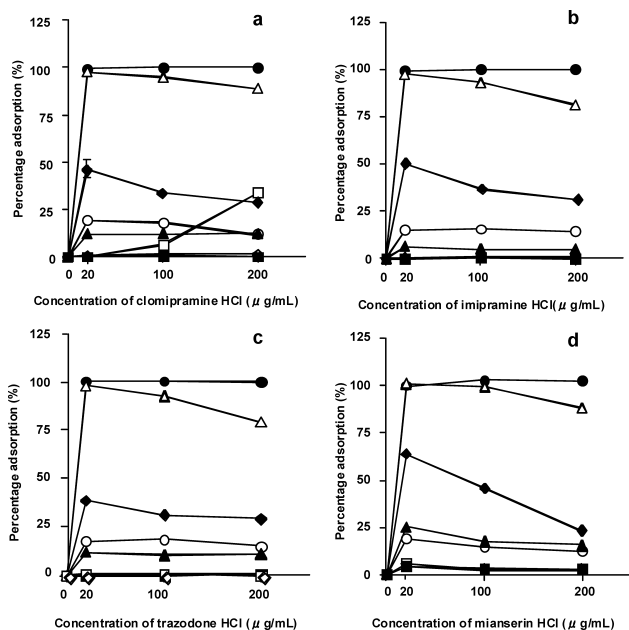 a
125
100
75
50
25
0
Percentage adsorption (%)
0 20 100 200
Concentration of clomipramine HCl ( μ g/mL)
b
125
100
75
50
25
0
Percentage adsorption (%)
0 20 100 200
Concentration of imipramine HCl( μ g/mL)
c
125
100
75
50
25
0
Percentage adsorption (%)
0 20 100 200
Concentration of trazodone HCl ( μ g/mL)
d
125
100
75
50
25
0
Percentage adsorption (%)
0 20 100 200
Concentration of mianserin HCl ( μ g/mL)